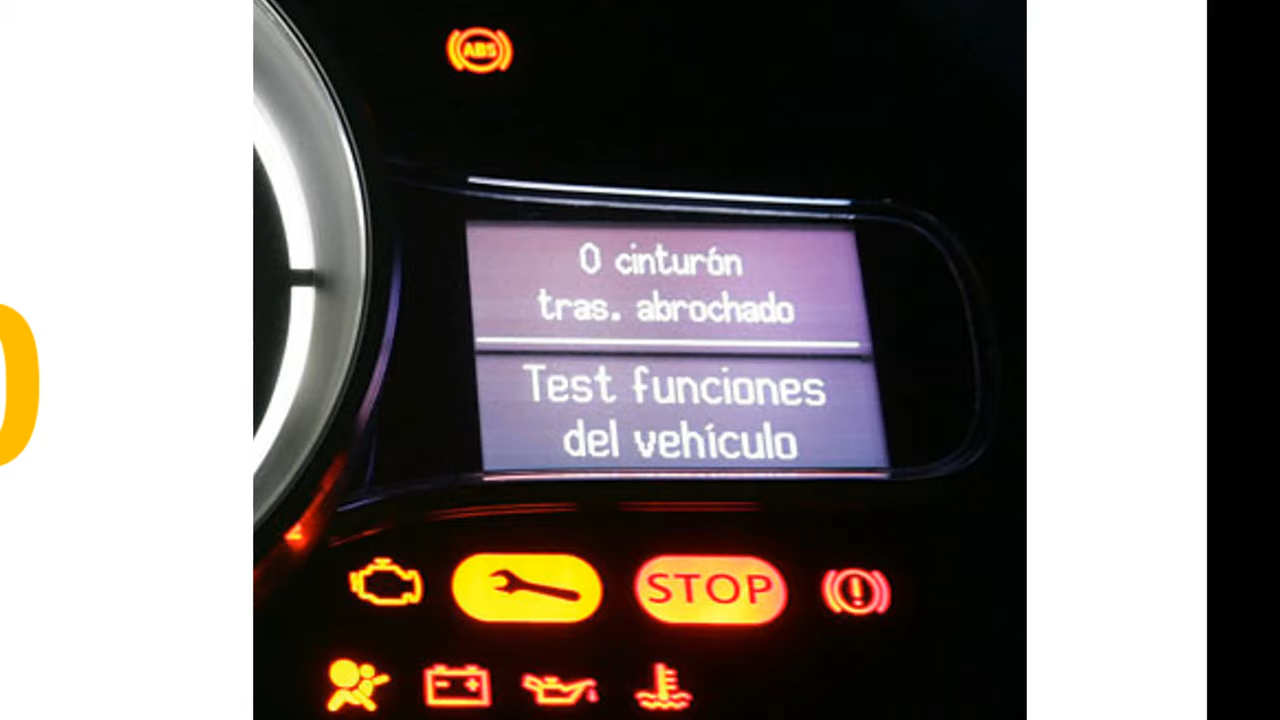 ABS
0 cinturón
tras. abrochado
Test funciones
del vehículo
STOP